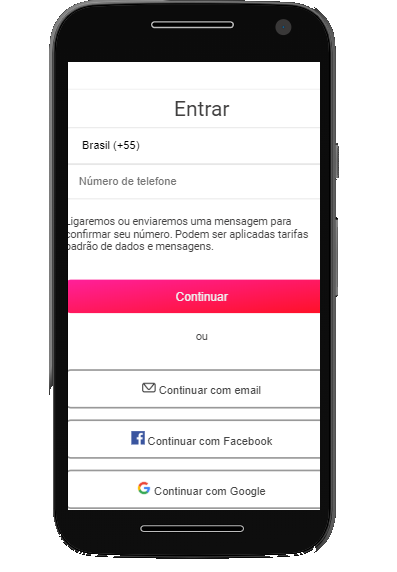 Entrar
Brasil (+55)
Número de telefone
Ligaremos ou enviaremos uma mensagem para
confirmar seu número. Podem ser aplicadas tarifas
padrão de dados e mensagens.
Continuar
ou
Continuar com email
Continuar com Facebook
Continuar com Google